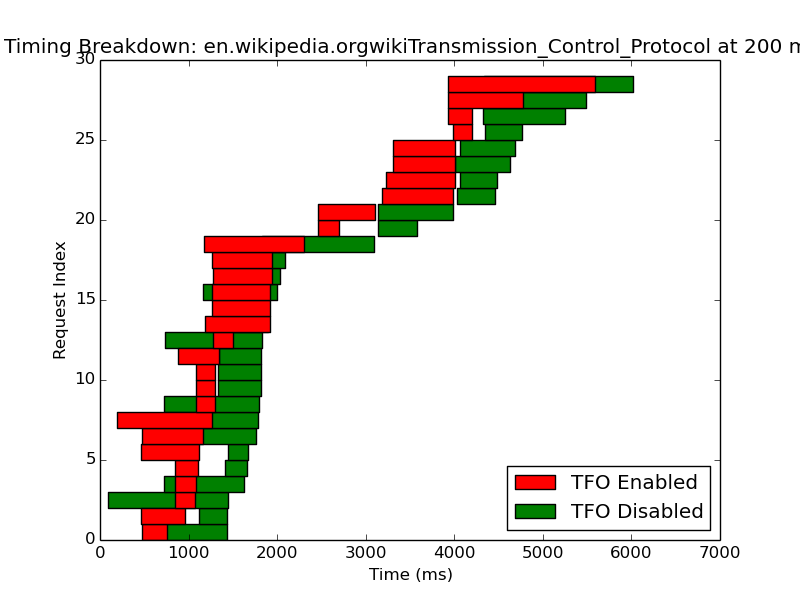 Timing Breakdown: en.wikipedia.orgwikiTransmission_Control_Protocol at 200 m
30
25
20
15
10
5
0
Request Index
TFO Enabled
TFO Disabled
0 1000 2000 3000 4000 5000 6000 7000
Time (ms)